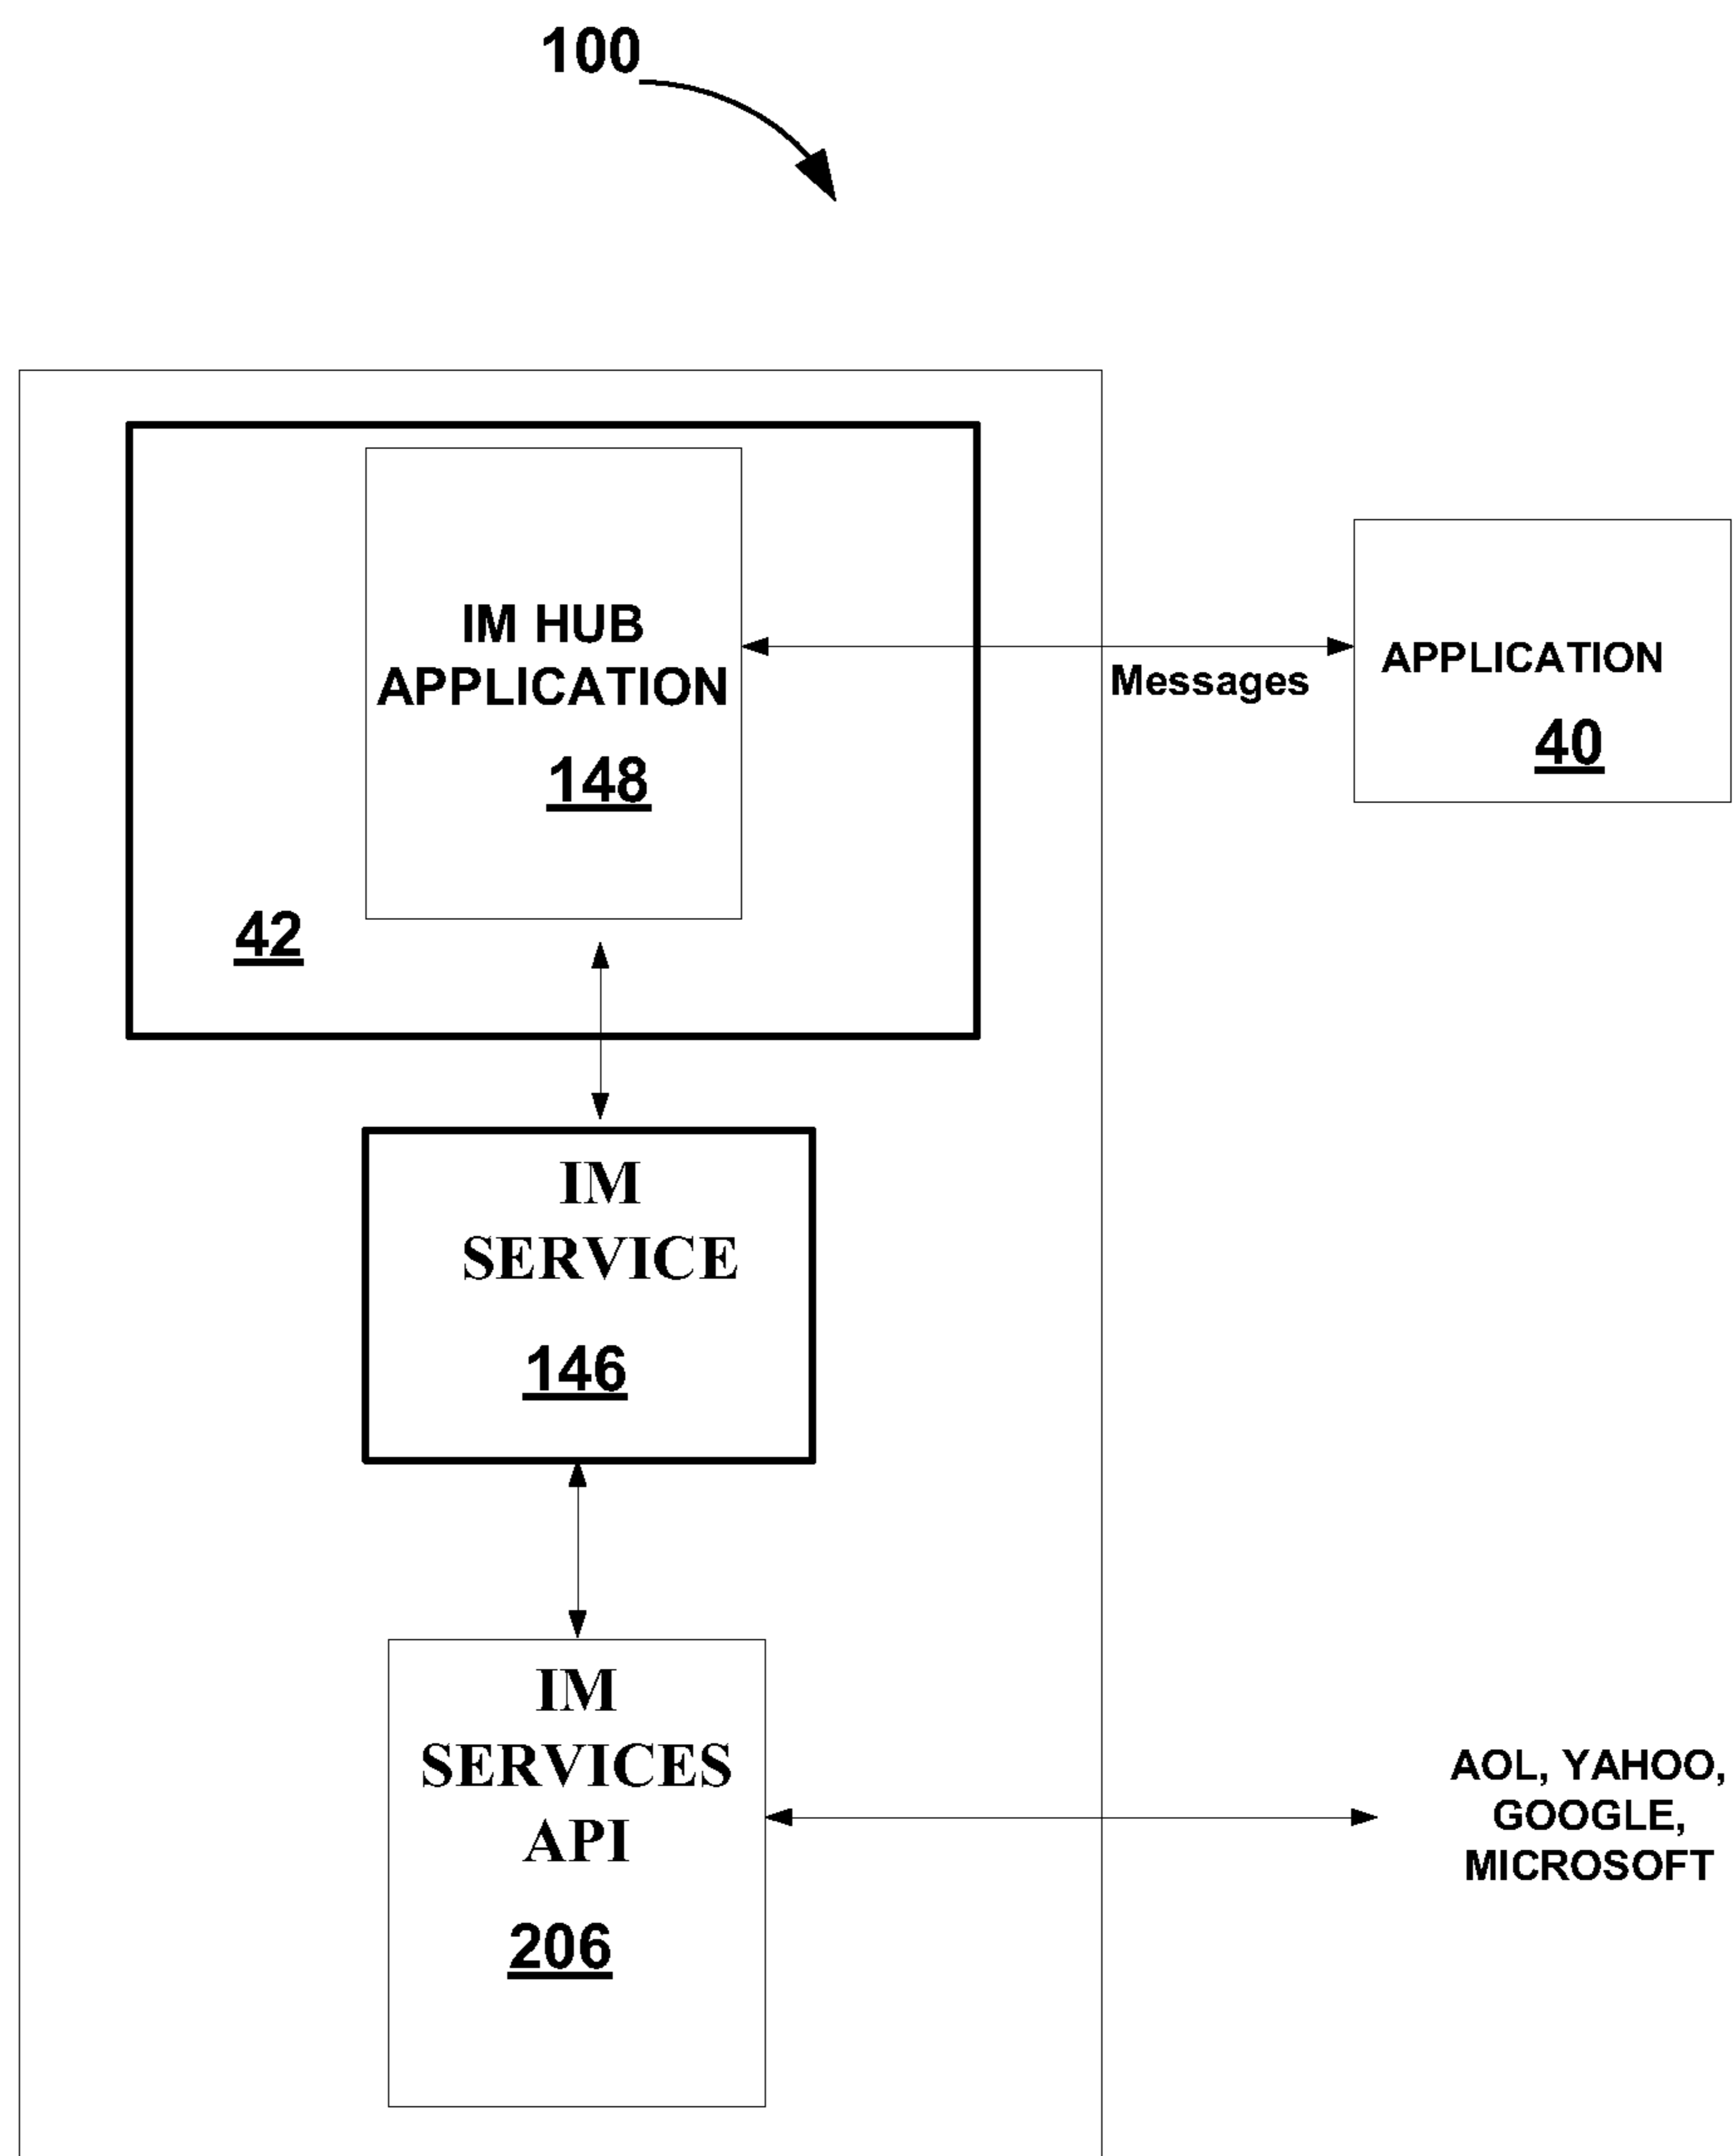 100
IM HUB
APPLICATION
148
42
Messages
APPLICATION
40
IM
SERVICE
146
IM
SERVICES
API
206
AOL, YAHOO,
GOOGLE,
MICROSOFT